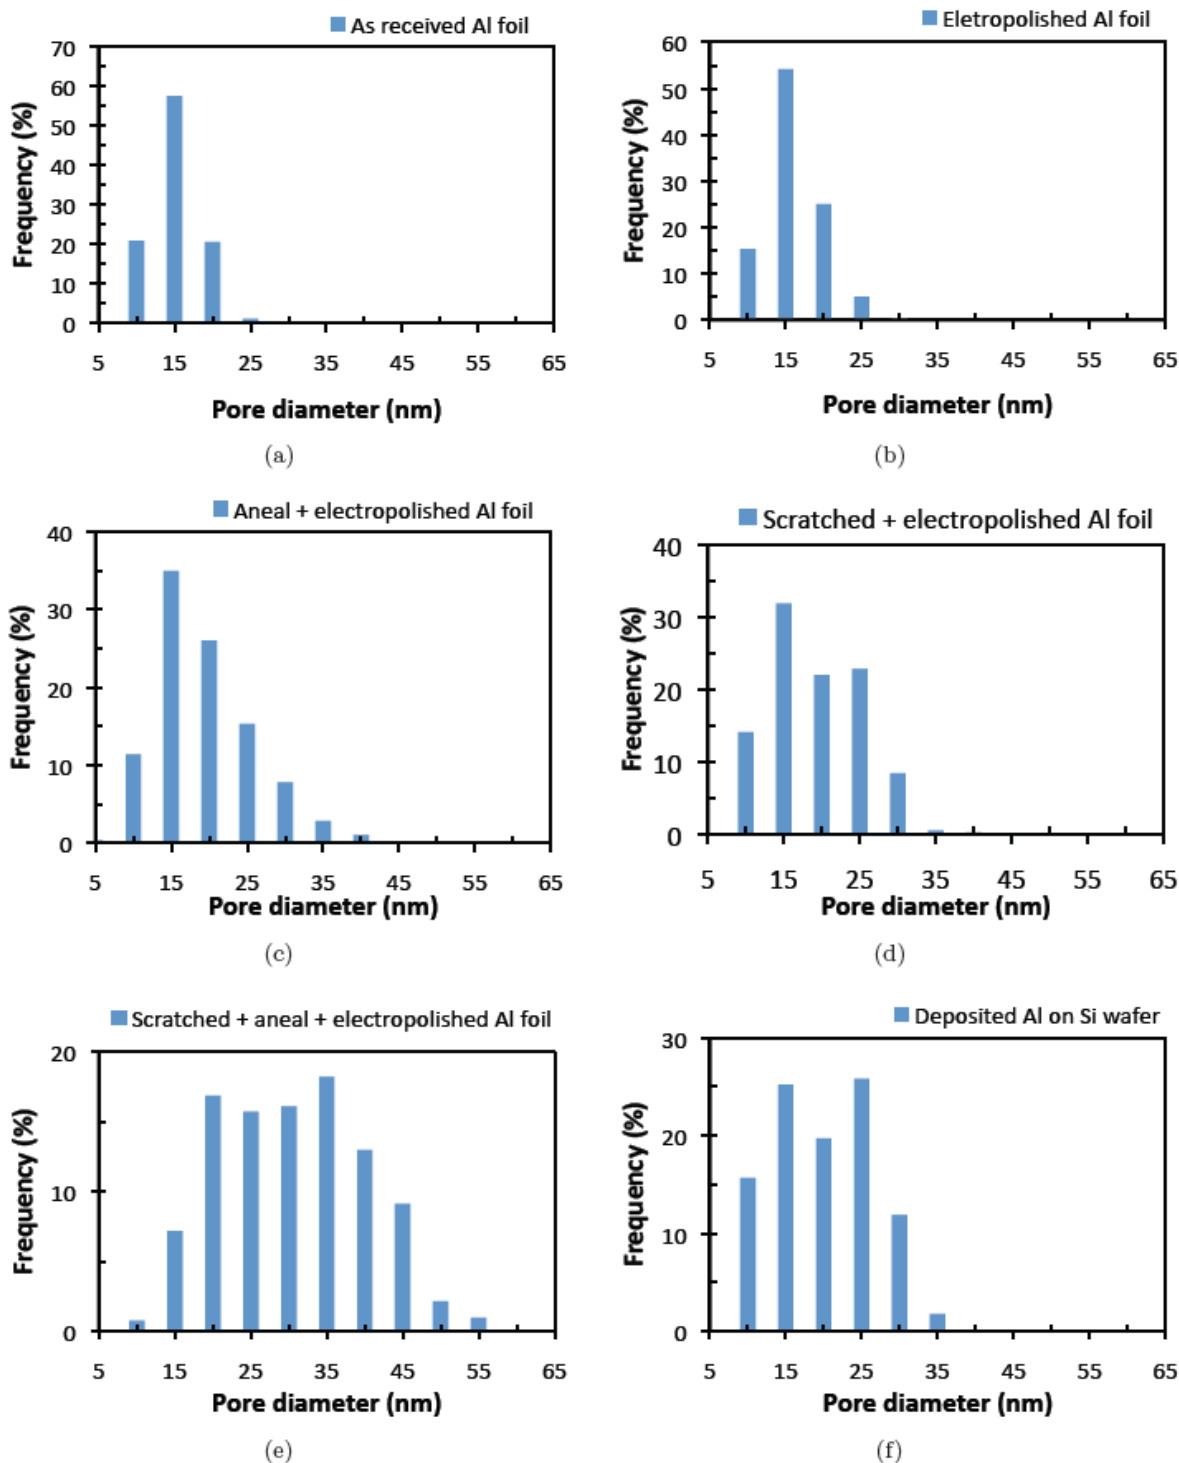 As received Al foil
70
60
50
40
30
20
10
0
Frequency (%)
5 15 25 35 45 55 65
Pore diameter (nm)
(a)
Eletropolished Al foil
60
50
40
30
20
10
0
Frequency (%)
5 15 25 35 45 55 65
Pore diameter (nm)
(b)
Aneal + electropolished Al foil
40
30
20
10
0
Frequency (%)
5 15 25 35 45 55 65
Pore diameter (nm)
(c)
Scratched + electropolished Al foil
40
30
20
10
0
Frequency (%)
5 15 25 35 45 55 65
Pore diameter (nm)
(d)
Scratched + aneal + electropolished Al foil
20
10
0
Frequency (%)
5 15 25 35 45 55 65
Pore diameter (nm)
(e)
Deposited Al on Si wafer
30
20
10
0
Frequency (%)
5 15 25 35 45 55 65
Pore diameter (nm)
(f)